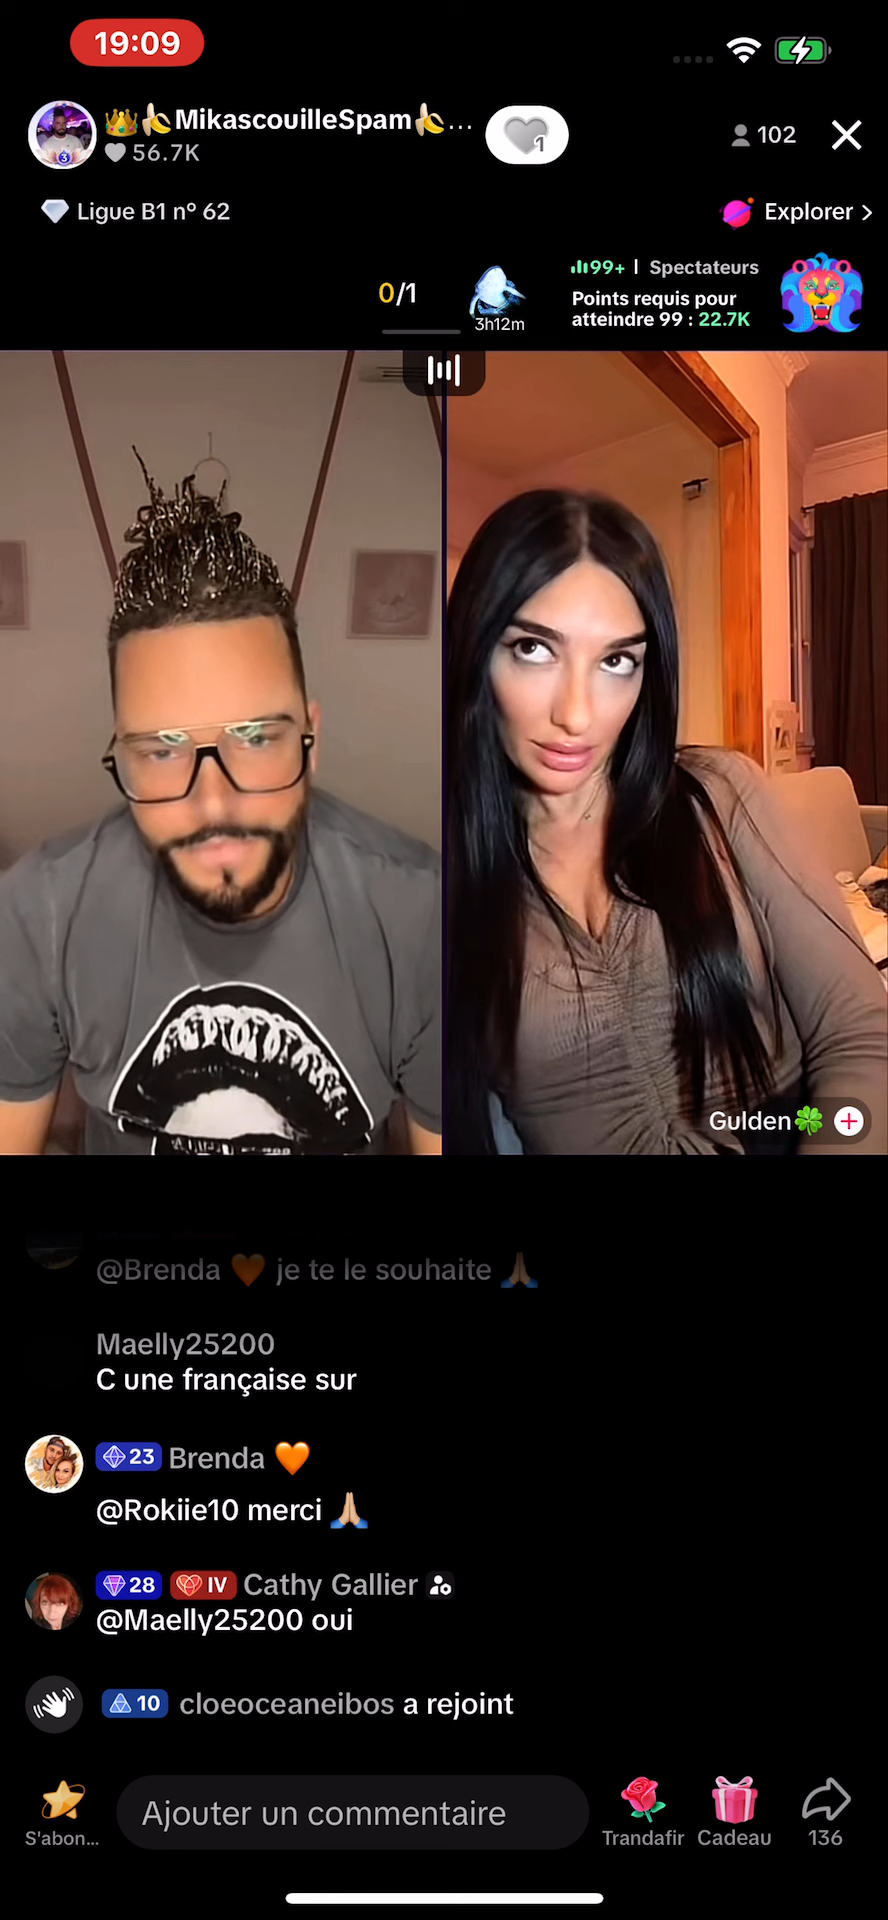 19:09
👑🍌MikascouilleSpam🍌...
56.7K
1
102
Ligue B1 nº 62
Explorer >
0/1
3h12m
99+ | Spectateurs
Points requis pour
atteindre 99 : 22.7K
Gulden🍀
@Brenda 🧡 je te le souhaite 🙏🏼
Maelly25200
C une française sur
23 Brenda 🧡
@Rokiie10 merci 🙏🏼
28 IV Cathy Gallier
@Maelly25200 oui
10 cloeoceaneibos a rejoint
S'abon...
Ajouter un commentaire
Trandafir
Cadeau
136